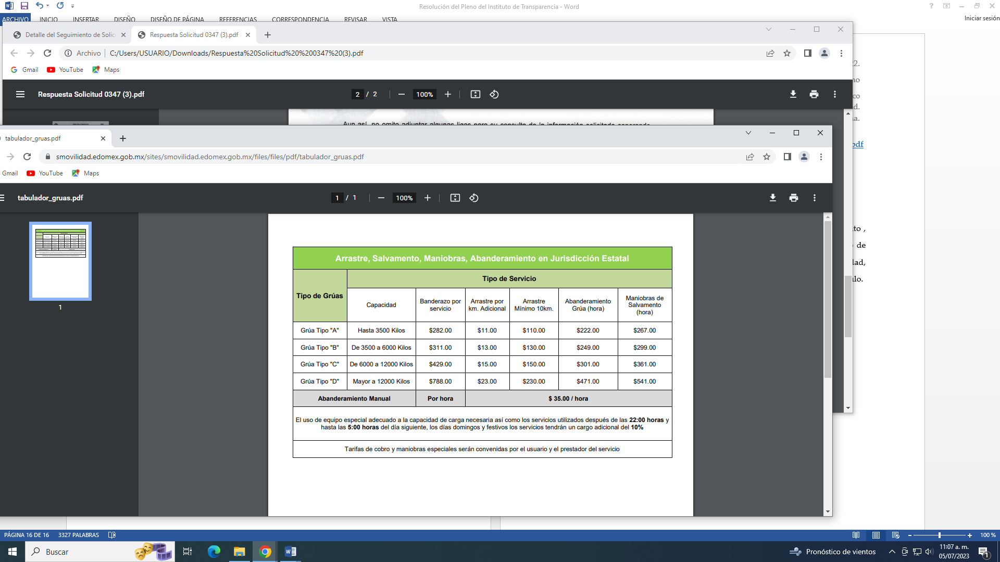 Resolución del Pleno del Instituto de Transparencia - Word
ARCHIVO INICIO INSERTAR DISEÑO DISEÑO DE PÁGINA REFERENCIAS CORRESPONDENCIA REVISAR VISTA
Iniciar sesión
Detalle del Seguimiento de Solic
Respuesta Solicitud 0347 (3).pdf
Archivo C:/Users/USUARIO/Downloads/Respuesta%20Solicitud%20%200347%20(3).pdf
Gmail YouTube Maps
Respuesta Solicitud 0347 (3).pdf
2 / 2 100%
Aun así, no omito adjuntar algunas ligas para su consulta de la información solicitada esperando
tabulador_gruas.pdf
smovilidad.edomex.gob.mx/sites/smovilidad.edomex.gob.mx/files/files/pdf/tabulador_gruas.pdf
Gmail YouTube Maps
tabulador_gruas.pdf
1 / 1 100%
1
Arrastre, Salvamento, Maniobras, Abanderamiento en Jurisdicción Estatal
Tipo de Grúas
Tipo de Servicio
Capacidad
Banderazo por servicio
Arrastre por km. Adicional
Arrastre Mínimo 10km.
Abanderamiento Grúa (hora)
Maniobras de Salvamento (hora)
Grúa Tipo "A" Hasta 3500 Kilos $282.00 $11.00 $110.00 $222.00 $267.00
Grúa Tipo "B" De 3500 a 6000 Kilos $311.00 $13.00 $130.00 $249.00 $299.00
Grúa Tipo "C" De 6000 a 12000 Kilos $429.00 $15.00 $150.00 $301.00 $361.00
Grúa Tipo "D" Mayor a 12000 Kilos $788.00 $23.00 $230.00 $471.00 $541.00
Abanderamiento Manual Por hora $ 35.00 / hora
El uso de equipo especial adecuado a la capacidad de carga necesaria así como los servicios utilizados después de las 22:00 horas y
hasta las 5:00 horas del día siguiente, los días domingos y festivos los servicios tendrán un cargo adicional del 10%
Tarifas de cobro y maniobras especiales serán convenidas por el usuario y el prestador del servicio
PÁGINA 16 DE 16 3327 PALABRAS
100 %
Buscar
Pronóstico de vientos
11:07 a. m.
05/07/2023
1